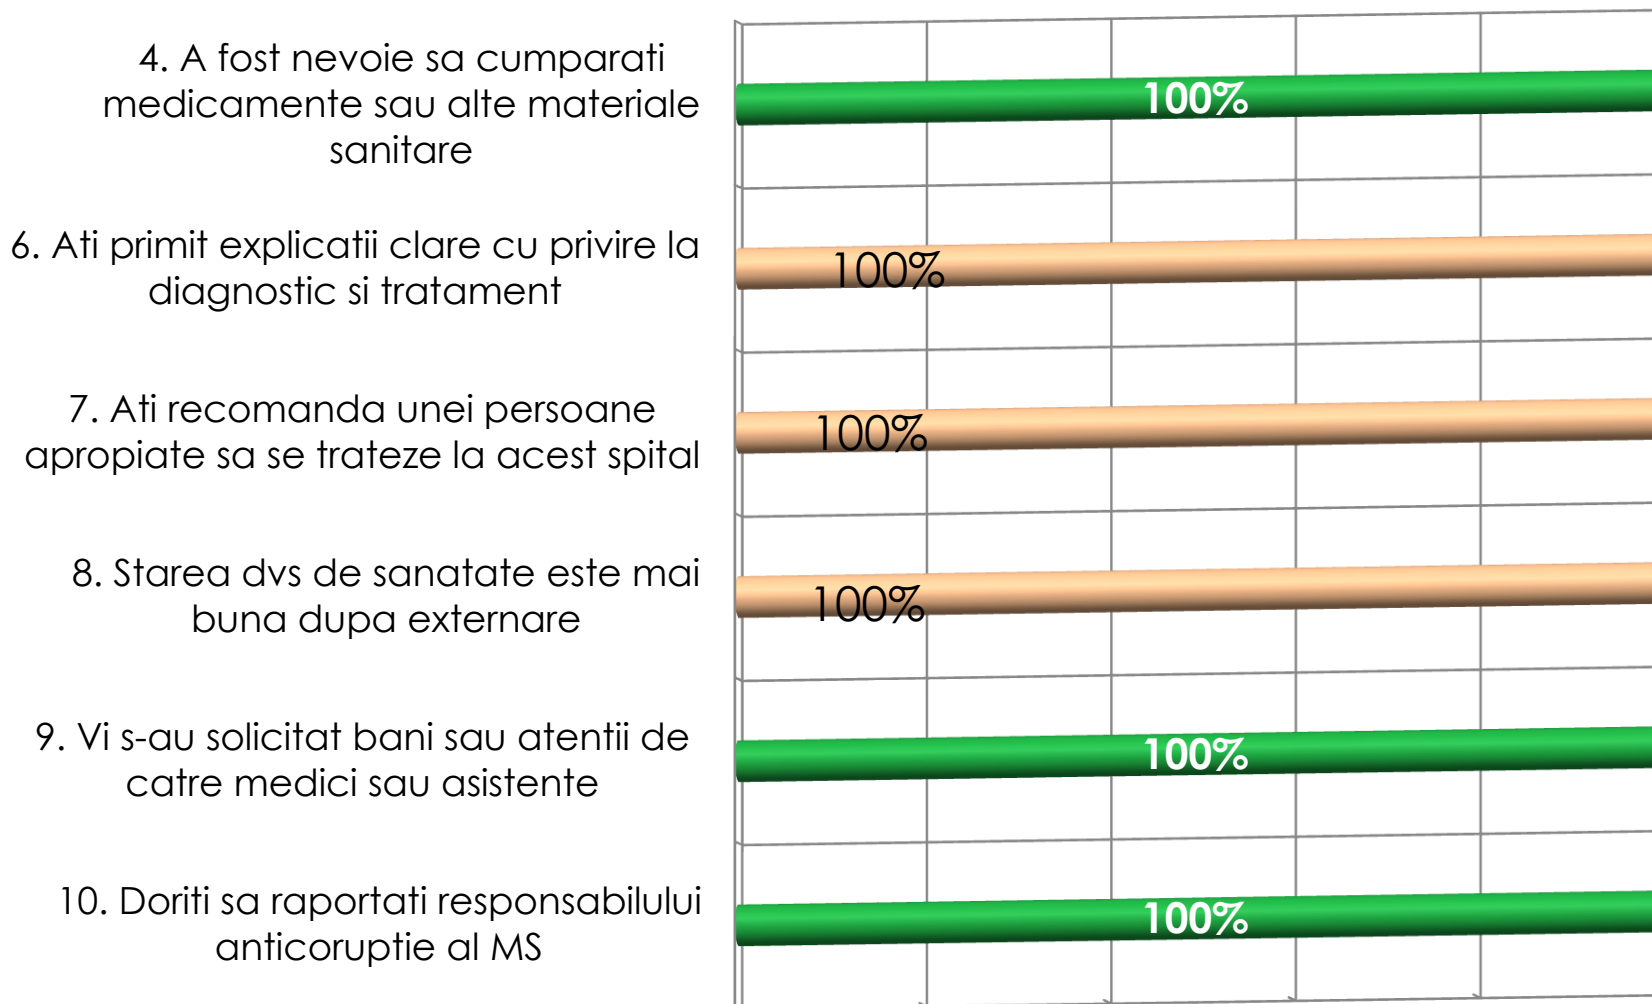 4. A fost nevoie sa cumparati
medicamente sau alte materiale
sanitare
100%
6. Ati primit explicatii clare cu privire la
diagnostic si tratament
100%
7. Ati recomanda unei persoane
apropiate sa se trateze la acest spital
100%
8. Starea dvs de sanatate este mai
buna dupa externare
100%
9. Vi s-au solicitat bani sau atentii de
catre medici sau asistente
100%
10. Doriti sa raportati responsabilului
anticoruptie al MS
100%